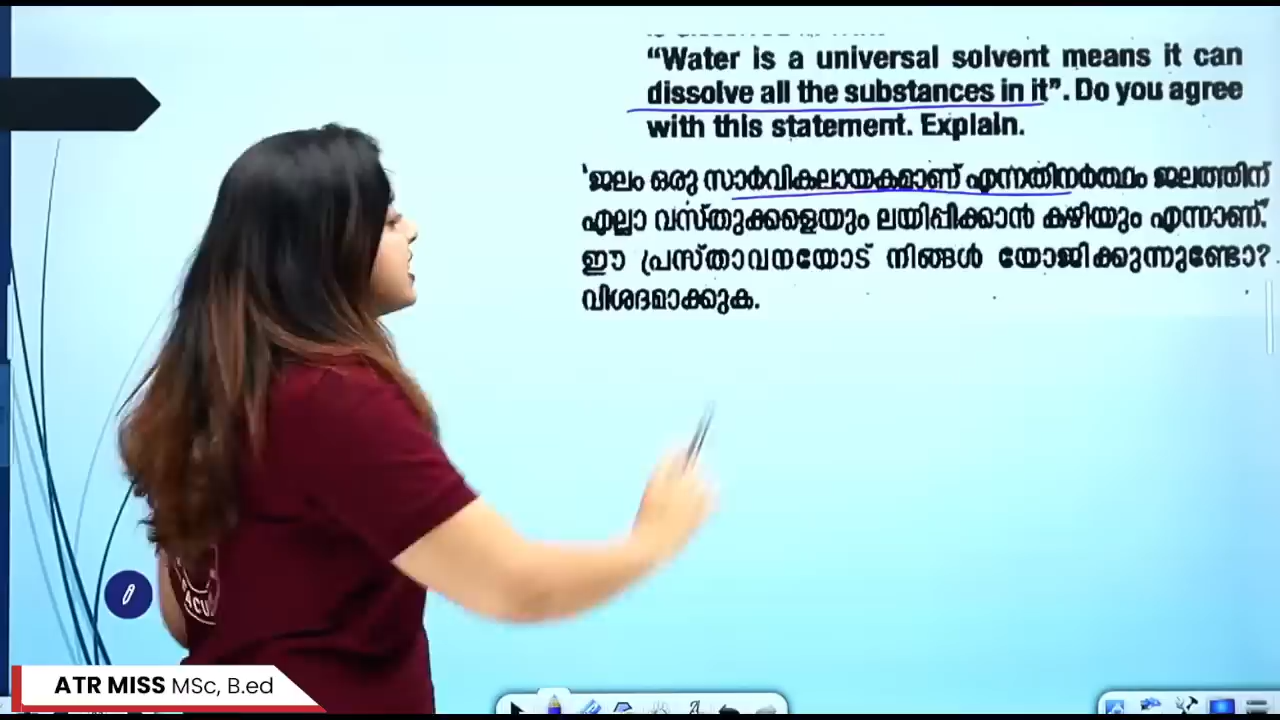 “Water is a universal solvent means it can
dissolve all the substances in it”. Do you agree
with this statement. Explain.
'ജലം ഒരു സാർവികലായകമാണ് എന്നതിനർത്ഥം ജലത്തിന്
എല്ലാ വസ്തുക്കളെയും ലയിപ്പിക്കാൻ കഴിയും എന്നാണ്.'
ഈ പ്രസ്താവനയോട് നിങ്ങൾ യോജിക്കുന്നുണ്ടോ?
വിശദമാക്കുക.
ATR MISS MSc, B.ed